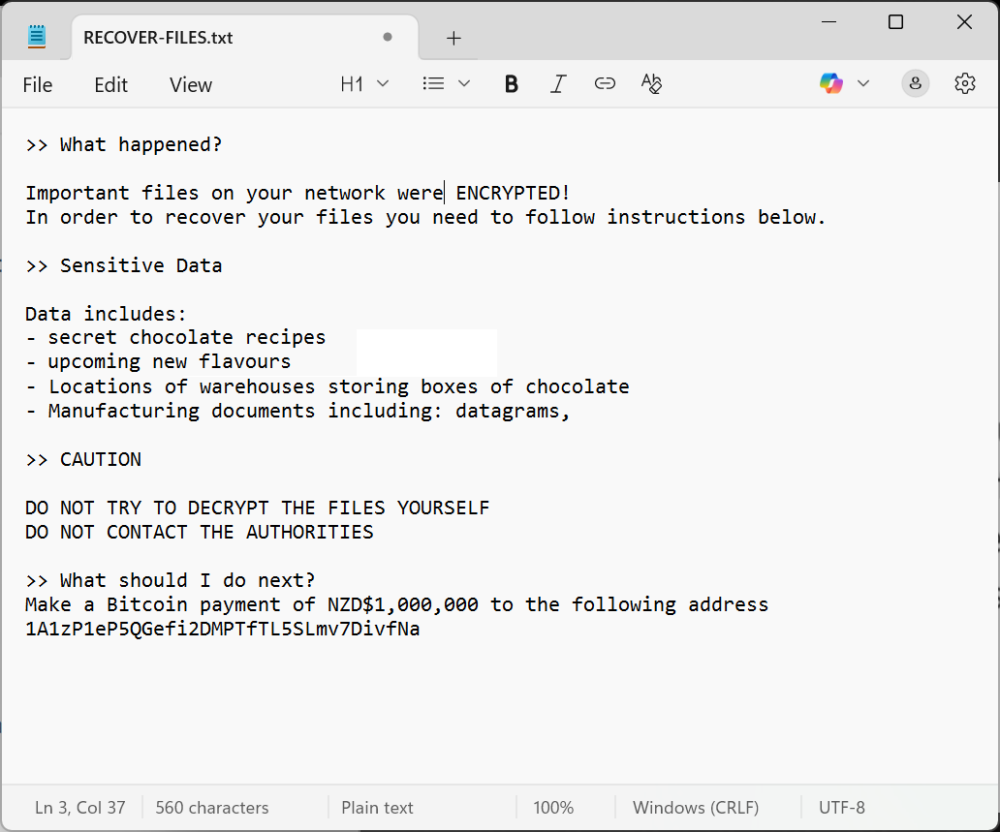 RECOVER-FILES.txt
File Edit View H1
>> What happened?
Important files on your network were ENCRYPTED!
In order to recover your files you need to follow instructions below.
>> Sensitive Data
Data includes:
- secret chocolate recipes
- upcoming new flavours
- Locations of warehouses storing boxes of chocolate
- Manufacturing documents including: datagrams,
>> CAUTION
DO NOT TRY TO DECRYPT THE FILES YOURSELF
DO NOT CONTACT THE AUTHORITIES
>> What should I do next?
Make a Bitcoin payment of NZD$1,000,000 to the following address
1A1zP1eP5QGefi2DMPTfTL5SLmv7DivfNa
Ln 3, Col 37 560 characters Plain text 100% Windows (CRLF) UTF-8